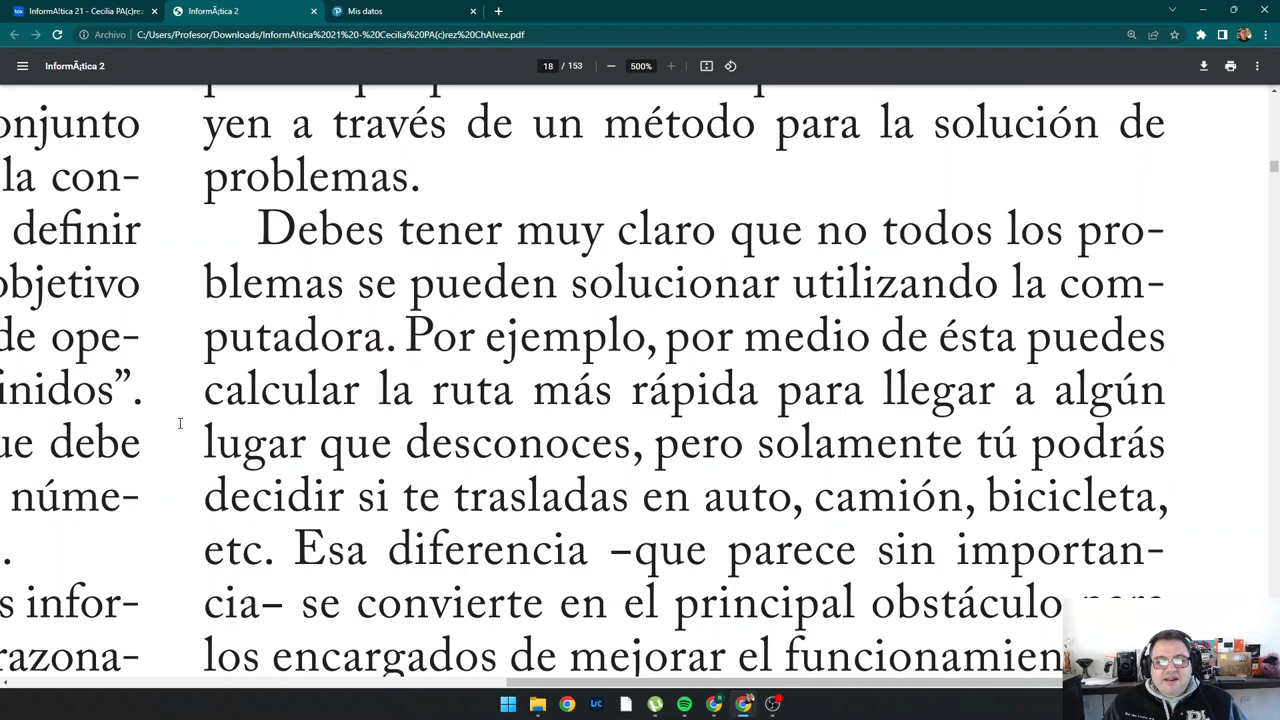 InformÃ¡tica 21 - Cecilia PÃ(c)rez
InformÃ¡tica 2
Mis datos
Archivo
C:/Users/Profesor/Downloads/InformA!tica%2021%20-%20Cecilia%20PA(c)rez%20ChAlvez.pdf
InformÃ¡tica 2
18 / 153
500%
onjunto
la con-
definir
objetivo
de ope-
inidos”.
ue debe
núme-
.
s infor-
razona-
yen a través de un método para la solución de
problemas.
Debes tener muy claro que no todos los pro-
blemas se pueden solucionar utilizando la com-
putadora. Por ejemplo, por medio de ésta puedes
calcular la ruta más rápida para llegar a algún
lugar que desconoces, pero solamente tú podrás
decidir si te trasladas en auto, camión, bicicleta,
etc. Esa diferencia –que parece sin importan-
cia– se convierte en el principal obstáculo para
los encargados de mejorar el funcionamien